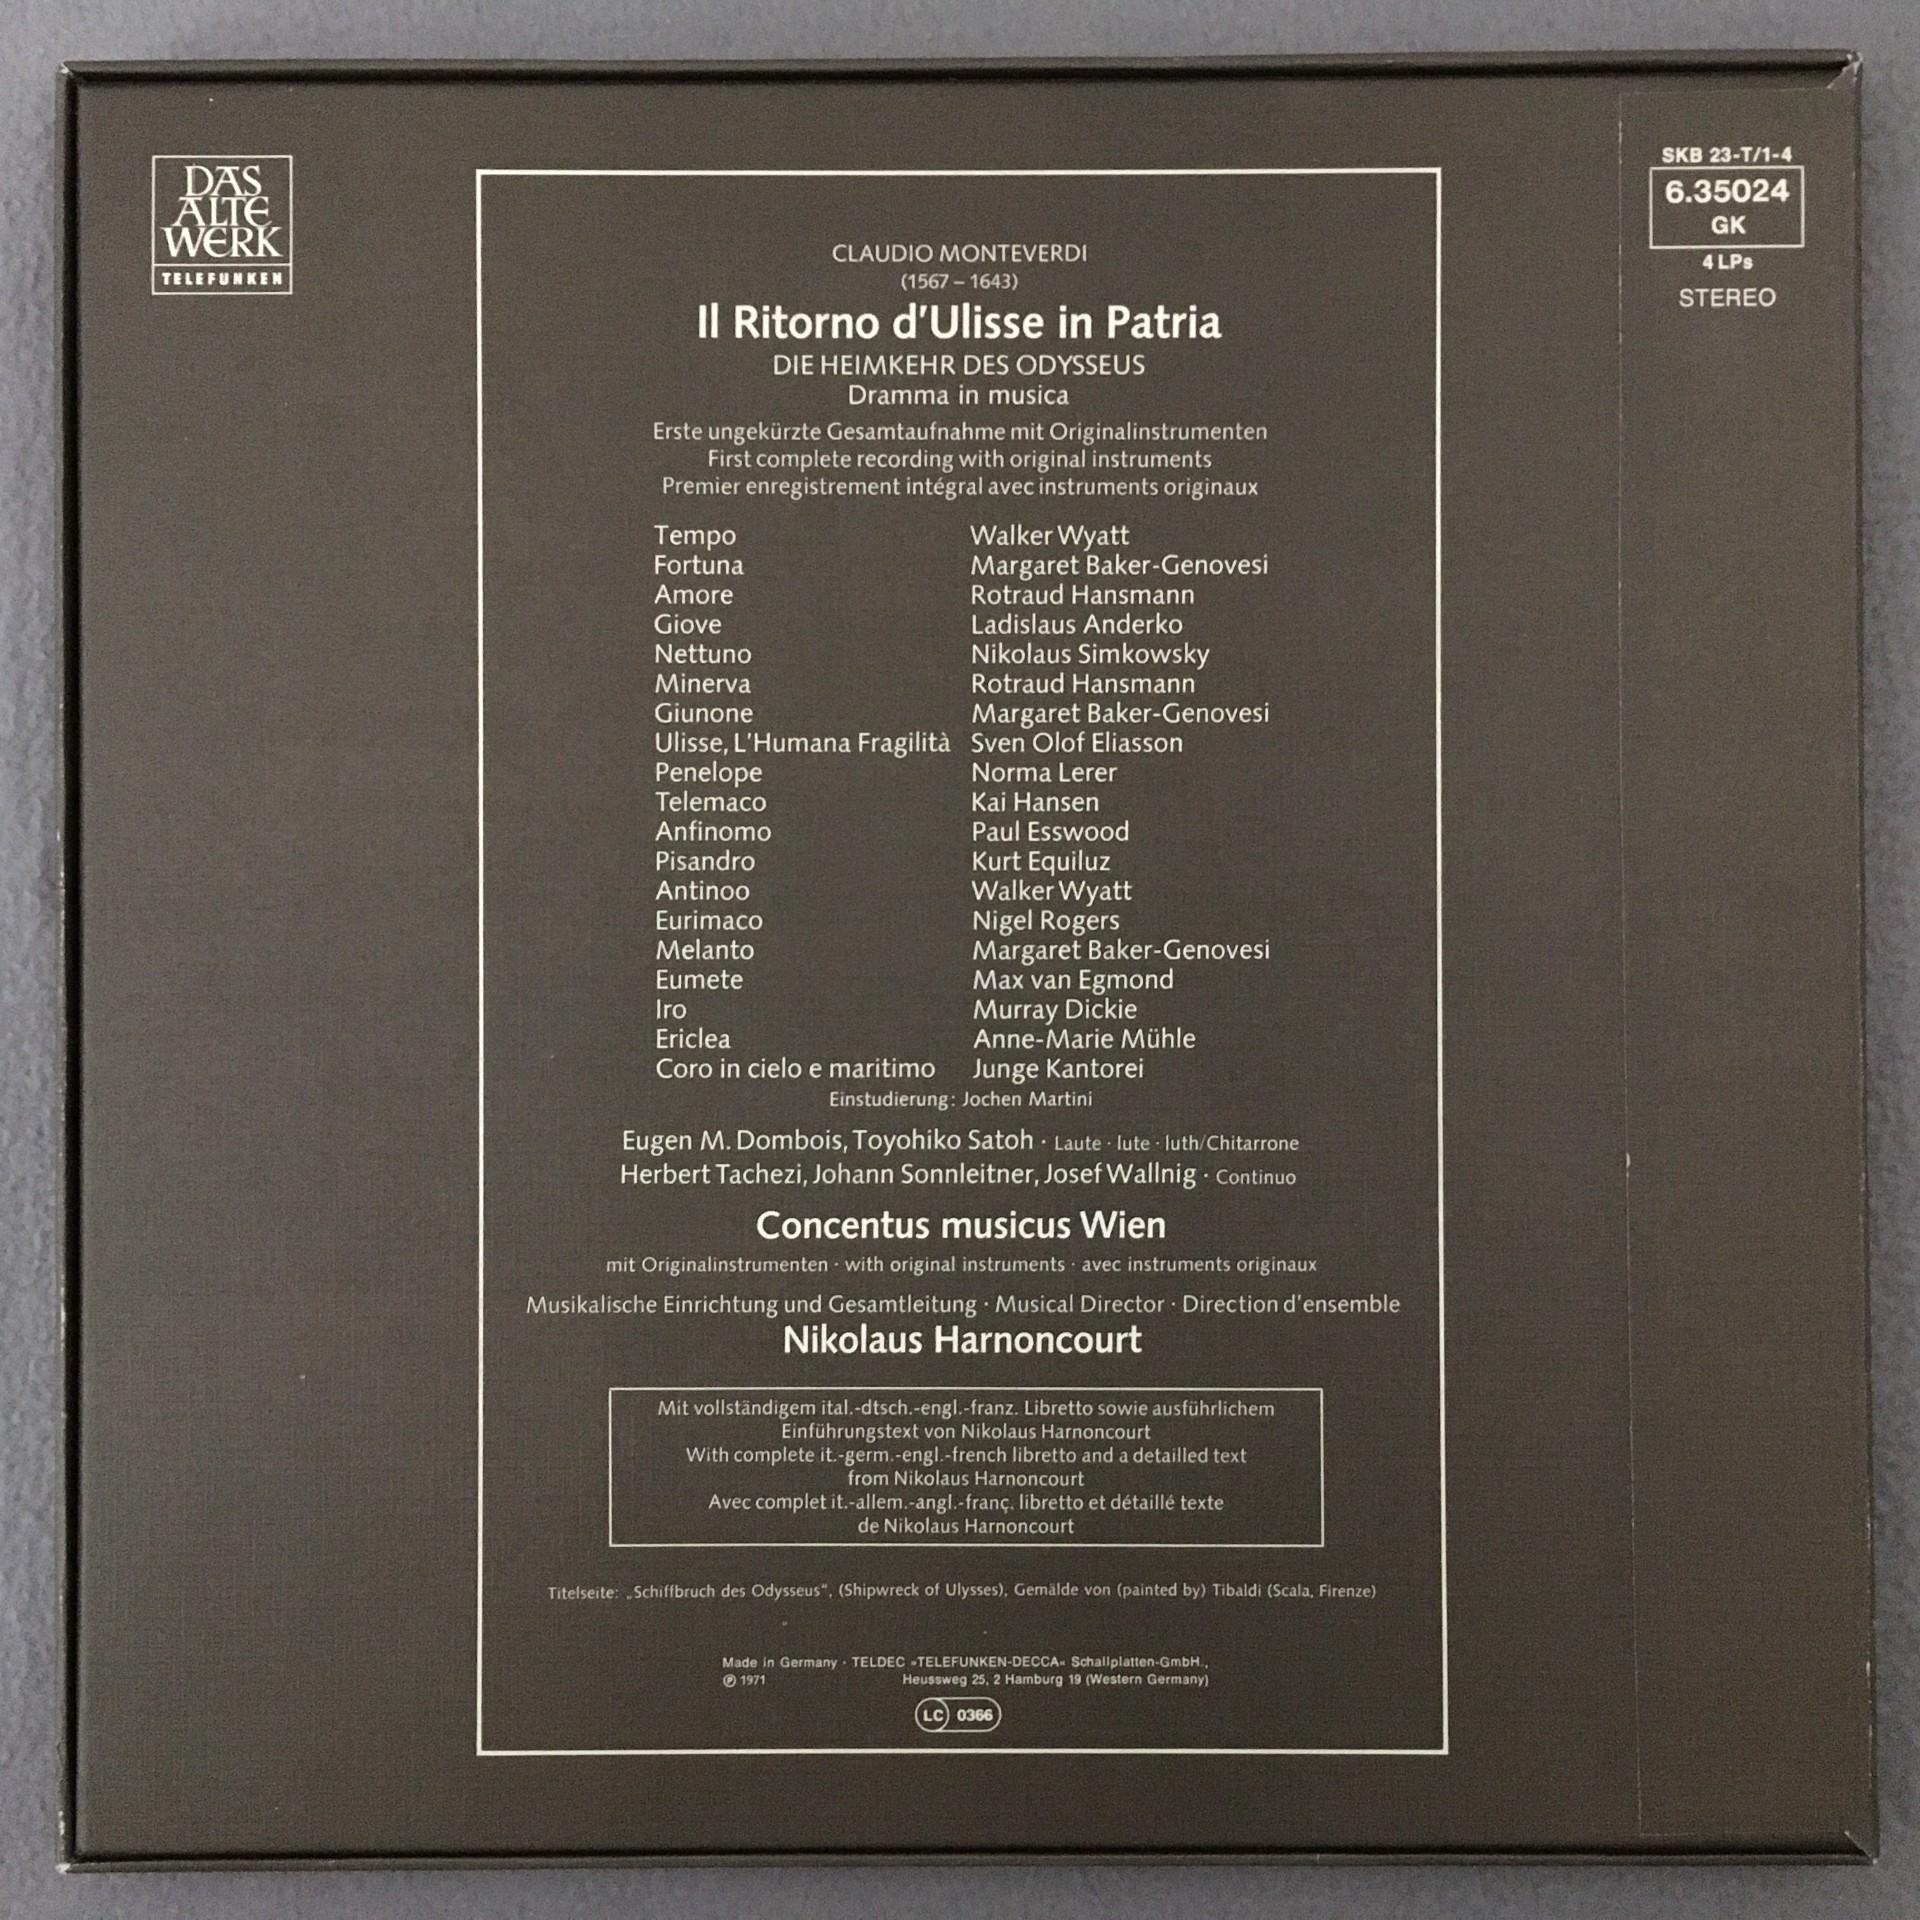 DAS
ALTE
WERK
TELEFUNKEN
SKB 23-T/1-4
6.35024
GK
4 LPs
STEREO
CLAUDIO MONTEVERDI
(1567 – 1643)
Il Ritorno d'Ulisse in Patria
DIE HEIMKEHR DES ODYSSEUS
Dramma in musica
Erste ungekürzte Gesamtaufnahme mit Originalinstrumenten
First complete recording with original instruments
Premier enregistrement intégral avec instruments originaux
Tempo Walker Wyatt
Fortuna Margaret Baker-Genovesi
Amore Rotraud Hansmann
Giove Ladislaus Anderko
Nettuno Nikolaus Simkowsky
Minerva Rotraud Hansmann
Giunone Margaret Baker-Genovesi
Ulisse, L'Humana Fragilità Sven Olof Eliasson
Penelope Norma Lerer
Telemaco Kai Hansen
Anfinomo Paul Esswood
Pisandro Kurt Equiluz
Antinoo Walker Wyatt
Eurimaco Nigel Rogers
Melanto Margaret Baker-Genovesi
Eumete Max van Egmond
Iro Murray Dickie
Ericlea Anne-Marie Mühle
Coro in cielo e maritimo Junge Kantorei
Einstudierung: Jochen Martini
Eugen M. Dombois, Toyohiko Satoh · Laute · lute · luth/Chitarrone
Herbert Tachezi, Johann Sonnleitner, Josef Wallnig · Continuo
Concentus musicus Wien
mit Originalinstrumenten · with original instruments · avec instruments originaux
Musikalische Einrichtung und Gesamtleitung · Musical Director · Direction d'ensemble
Nikolaus Harnoncourt
Mit vollständigem ital.-dtsch.-engl.-franz. Libretto sowie ausführlichem
Einführungstext von Nikolaus Harnoncourt
With complete it.-germ.-engl.-french libretto and a detailled text
from Nikolaus Harnoncourt
Avec complet it.-allem.-angl.-franç. libretto et détaillé texte
de Nikolaus Harnoncourt
Titelseite: „Schiffbruch des Odysseus", (Shipwreck of Ulysses), Gemälde von (painted by) Tibaldi (Scala, Firenze)
Made in Germany · TELDEC »TELEFUNKEN-DECCA« Schallplatten-GmbH.,
℗ 1971 Heussweg 25, 2 Hamburg 19 (Western Germany)
LC 0366